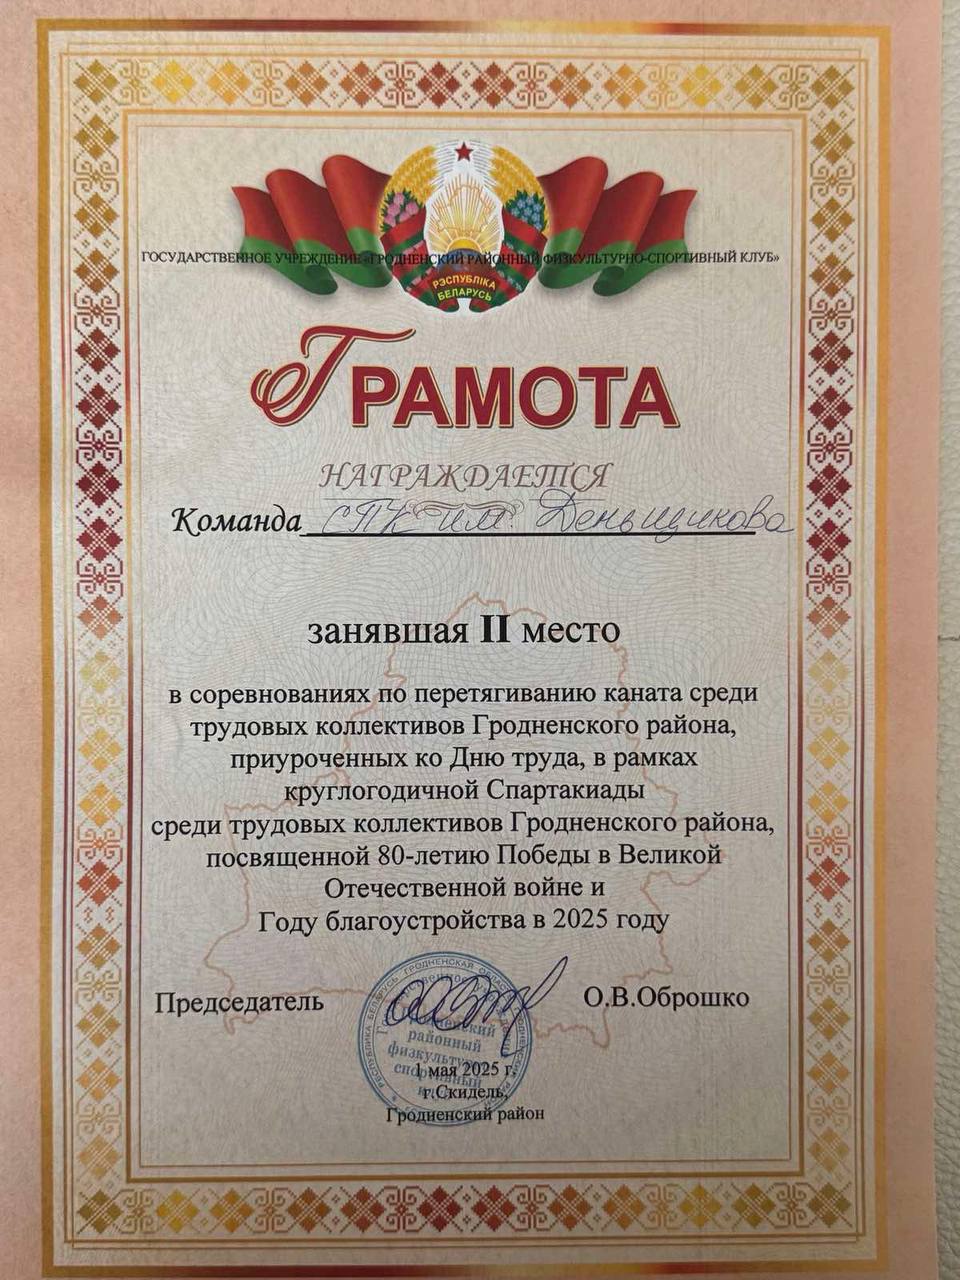 ГОСУДАРСТВЕННОЕ УЧРЕЖДЕНИЕ «ГРОДНЕНСКИЙ РАЙОННЫЙ ФИЗКУЛЬТУРНО-СПОРТИВНЫЙ КЛУБ»
РЭСПУБЛІКА
БЕЛАРУСЬ
ГРАМОТА
НАГРАЖДАЕТСЯ
Команда СПК им. Деньщикова
занявшая II место
в соревнованиях по перетягиванию каната среди
трудовых коллективов Гродненского района,
приуроченных ко Дню труда, в рамках
круглогодичной Спартакиады
среди трудовых коллективов Гродненского района,
посвященной 80-летию Победы в Великой
Отечественной войне и
Году благоустройства в 2025 году
Председатель О.В.Оброшко
районный
физкультурно
спортивный
1 мая 2025 г.
г.Скидель,
Гродненский район